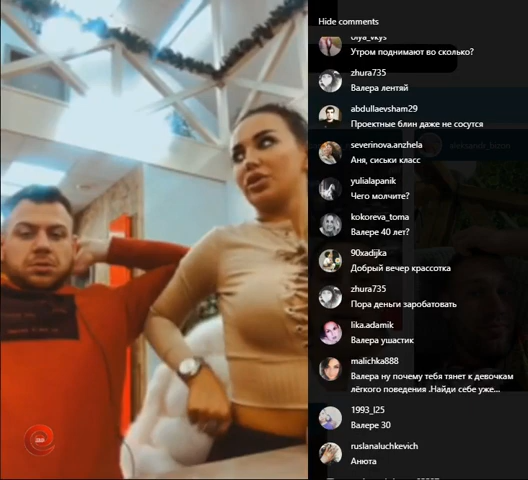 Hide comments
olya_vkys
Утром поднимают во сколько?
zhura735
Валера лентяй
abdullaevsham29
Проектные блин даже не сосутся
severinova.anzhela
Аня, сиськи класс
yulialapanik
Чего молчите?
kokoreva_toma
Валере 40 лет?
90xadijka
Добрый вечер крассотка
zhura735
Пора деньги заробатовать
lika.adamik
Валера ушастик
malichka888
Валера ну почему тебя тянет к девочкам
лёгкого поведения .Найди себе уже...
1993_l25
Валере 30
ruslanaluchkevich
Анюта